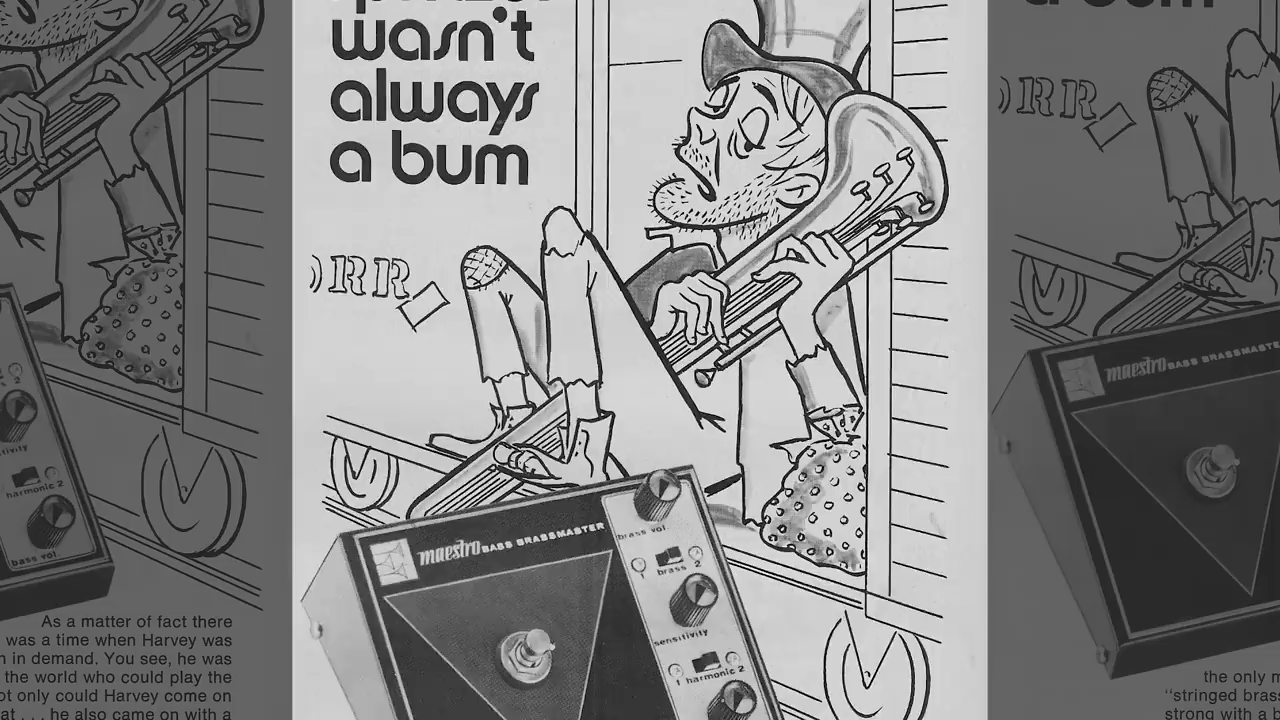 wasn't
always
a bum
RR
maestro BASS BRASSMASTER
brass vol.
1 brass 2
sensitivity
1 harmonic 2
harmonic 2
bass vol.
As a matter of fact there
was a time when Harvey was
in demand. You see, he was
the world who could play the
not only could Harvey come on
at . . . he also came on with a
a bum
RR
maestro BASS BRASSMASTER
the only
"stringed
strong with a